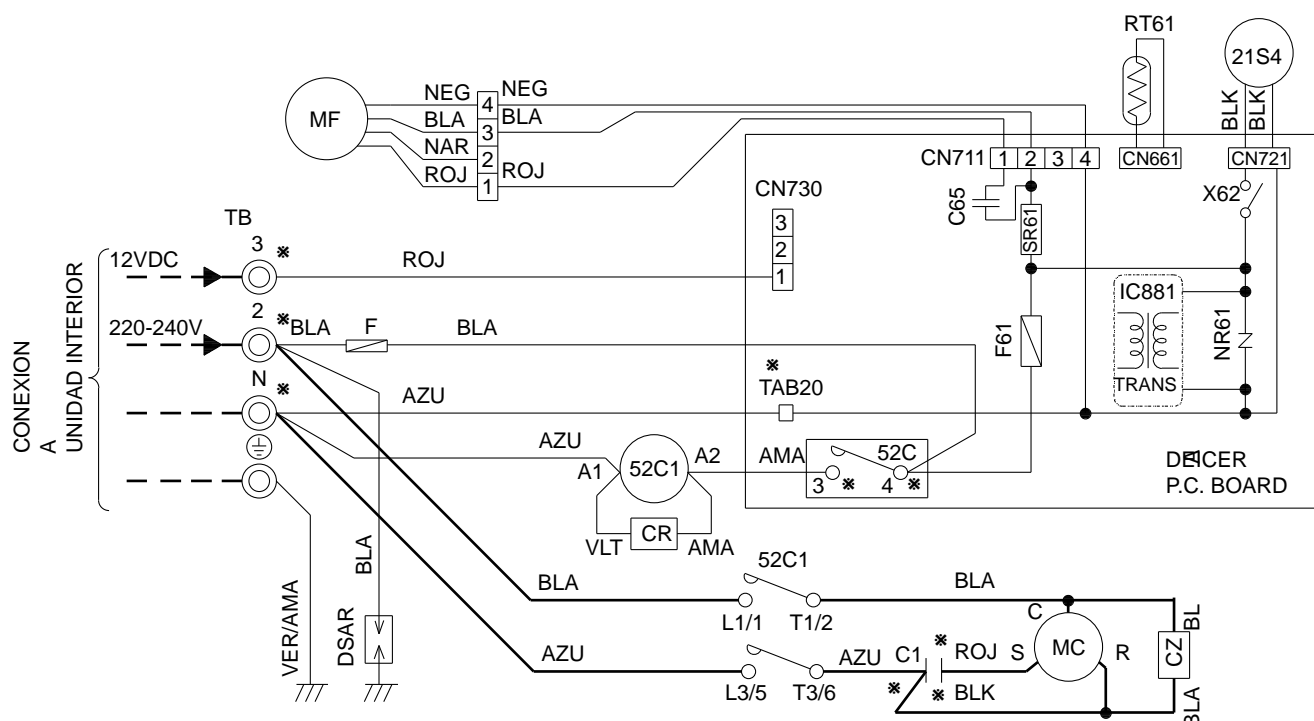 RT61
21S4
BLK
BLK
MF
NEG
4
NEG
BLA
3
BLA
NAR
2
ROJ
1
ROJ
CN711
1
2
3
4
CN661
CN721
X62
CN730
3
2
1
C65
SR61
TB
3
※
12VDC
ROJ
2
※
220-240V
BLA
F
BLA
F61
IC881
TRANS
NR61
CONEXION
A
UNIDAD INTERIOR
N
※
AZU
※
TAB20
AZU
A1
52C1
A2
AMA
52C
3
※
4
※
VLT
CR
AMA
P.C. BOARD
VER/AMA
BLA
DSAR
BLA
52C1
BLA
L1/1
T1/2
AZU
L3/5
T3/6
AZU
C1
※
ROJ
S
C
MC
R
※
※
BLK
CZ
BL
BLA